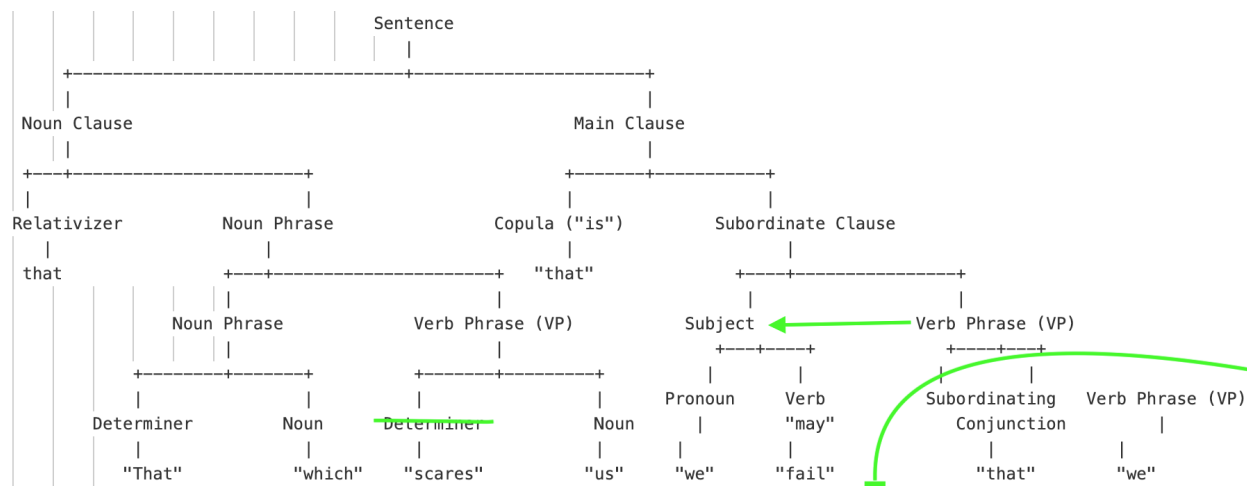 Sentence
Noun Clause Main Clause
Relativizer Noun Phrase Copula ("is") Subordinate Clause
that "that"
Noun Phrase Verb Phrase (VP) Subject Verb Phrase (VP)
Pronoun Verb Subordinating Verb Phrase (VP)
Determiner Noun Determiner Noun "may" Conjunction
"That" "which" "scares" "us" "we" "fail" "that" "we"